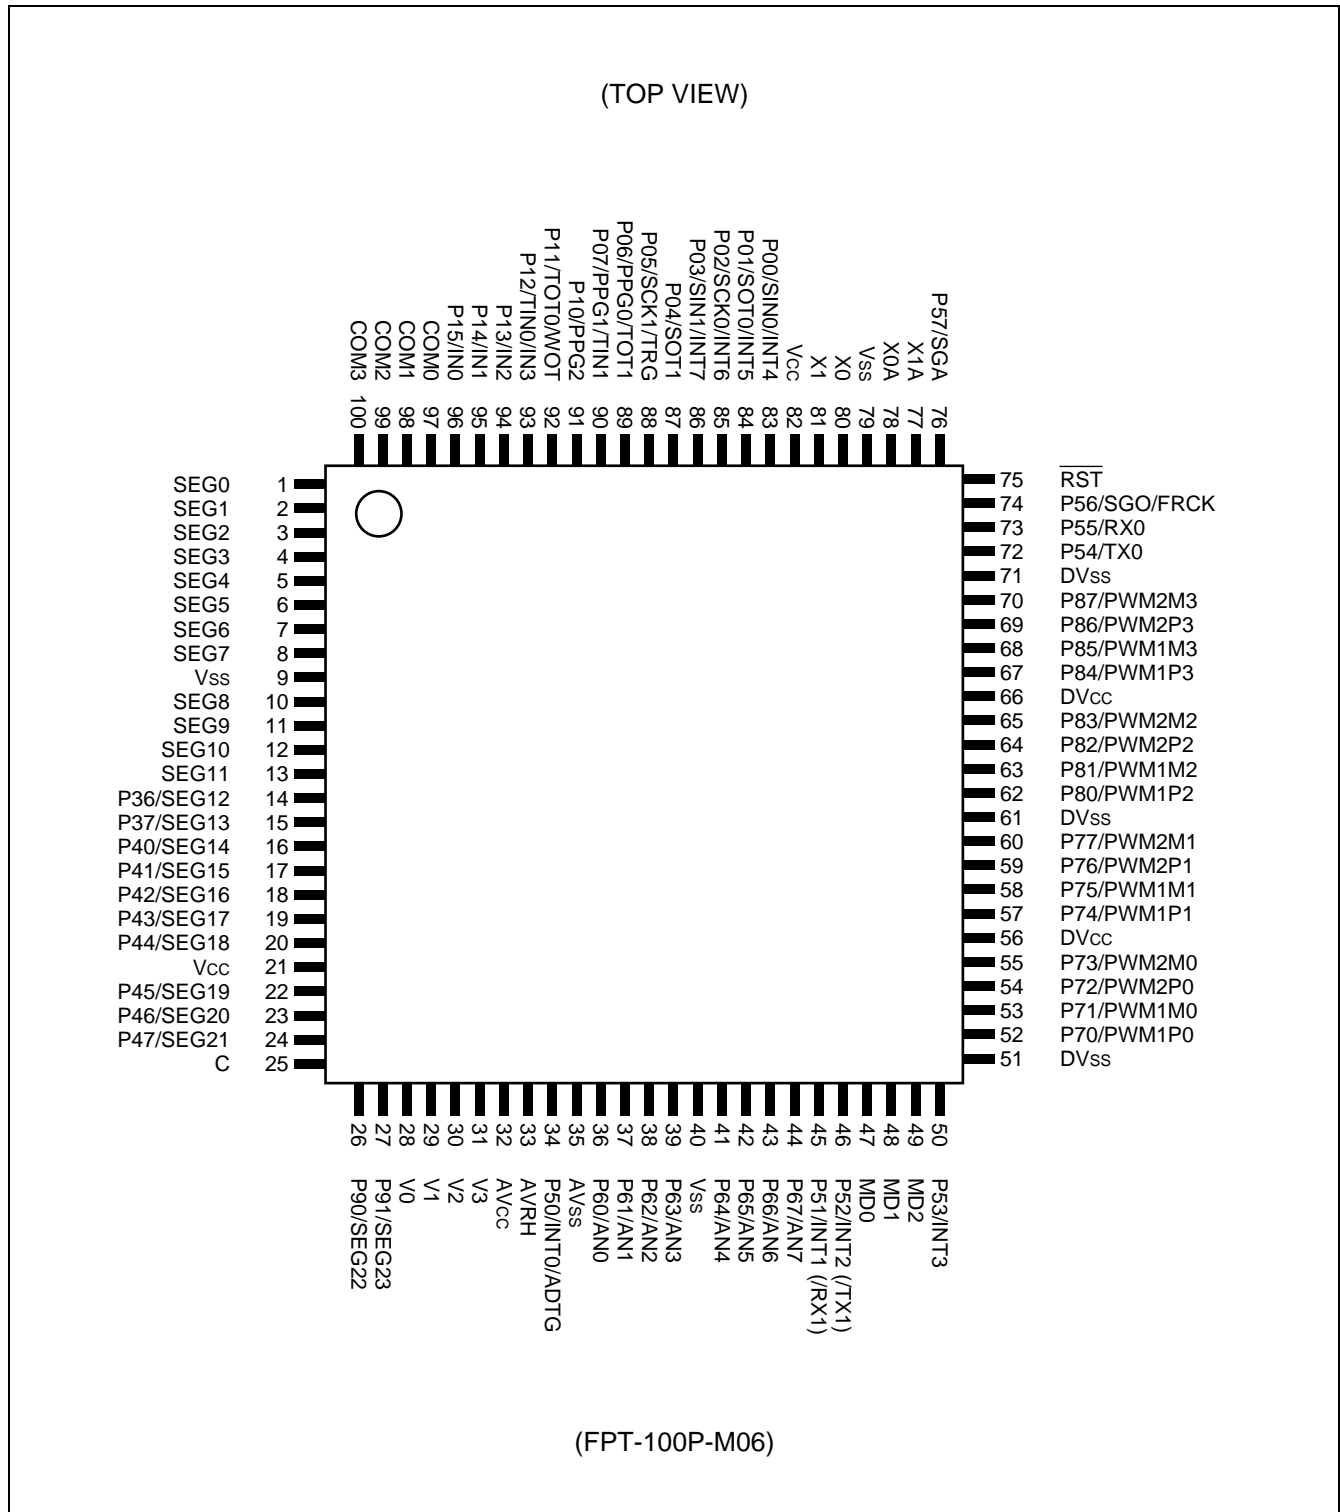 (TOP VIEW)
COM3 100
COM2 99
COM1 98
COM0 97
P15/IN0 96
P14/IN1 95
P13/IN2 94
P12/TIN0/IN3 93
P11/TOT0/WOT 92
P10/PPG2 91
P07/PPG1/TIN1 90
P06/PPG0/TOT1 89
P05/SCK1/TRG 88
P04/SOT1 87
P03/SIN1/INT7 86
P02/SCK0/INT6 85
P01/SOT0/INT5 84
P00/SIN0/INT4 83
Vcc 82
X1 81
X0 80
Vss 79
X0A 78
X1A 77
P57/SGA 76
SEG0 1
SEG1 2
SEG2 3
SEG3 4
SEG4 5
SEG5 6
SEG6 7
SEG7 8
Vss 9
SEG8 10
SEG9 11
SEG10 12
SEG11 13
P36/SEG12 14
P37/SEG13 15
P40/SEG14 16
P41/SEG15 17
P42/SEG16 18
P43/SEG17 19
P44/SEG18 20
Vcc 21
P45/SEG19 22
P46/SEG20 23
P47/SEG21 24
C 25
75 RST
74 P56/SGO/FRCK
73 P55/RX0
72 P54/TX0
71 DVss
70 P87/PWM2M3
69 P86/PWM2P3
68 P85/PWM1M3
67 P84/PWM1P3
66 DVcc
65 P83/PWM2M2
64 P82/PWM2P2
63 P81/PWM1M2
62 P80/PWM1P2
61 DVss
60 P77/PWM2M1
59 P76/PWM2P1
58 P75/PWM1M1
57 P74/PWM1P1
56 DVcc
55 P73/PWM2M0
54 P72/PWM2P0
53 P71/PWM1M0
52 P70/PWM1P0
51 DVss
26 P90/SEG22
27 P91/SEG23
28 V0
29 V1
30 V2
31 V3
32 AVcc
33 AVRH
34 P50/INT0/ADTG
35 AVss
36 P60/AN0
37 P61/AN1
38 P62/AN2
39 P63/AN3
40 Vss
41 P64/AN4
42 P65/AN5
43 P66/AN6
44 P67/AN7
45 P51/INT1 (/RX1)
46 P52/INT2 (/TX1)
47 MD0
48 MD1
49 MD2
50 P53/INT3
(FPT-100P-M06)